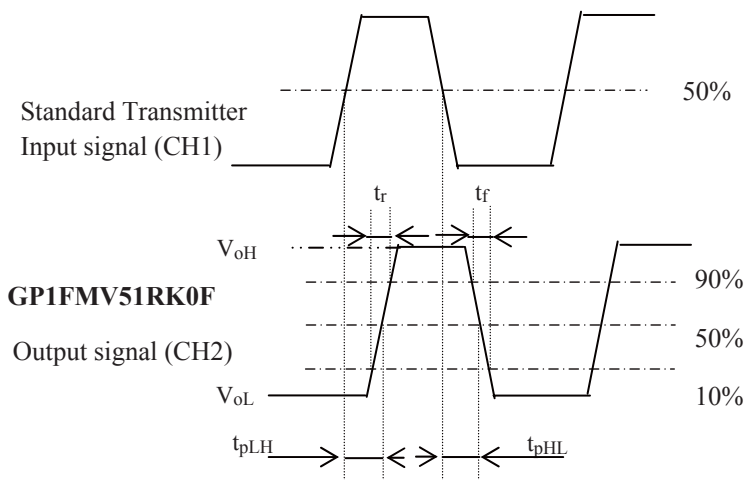 50%
Standard Transmitter
Input signal (CH1)
tr tf
VoH
90%
GP1FMV51RK0F
50%
Output signal (CH2)
VoL
10%
tpLH tpHL